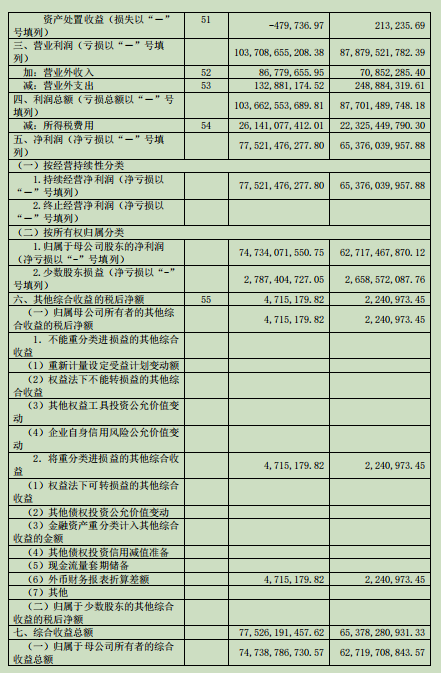 资产处置收益（损失以“－” 51 -479,736.97 213,235.69
号填列）
三、营业利润（亏损以“－”号填 103,708,655,208.38 87,879,521,782.39
列）
加：营业外收入 52 86,779,655.95 70,852,285.40
减：营业外支出 53 132,881,174.52 248,884,319.61
四、利润总额（亏损总额以“－”号 103,662,553,689.81 87,701,489,748.18
填列）
减：所得税费用 54 26,141,077,412.01 22,325,449,790.30
五、净利润（净亏损以“－”号填 77,521,476,277.80 65,376,039,957.88
列）
（一）按经营持续性分类
1.持续经营净利润（净亏损以 77,521,476,277.80 65,376,039,957.88
“－”号填列）
2.终止经营净利润（净亏损以
“－”号填列）
（二）按所有权归属分类
1.归属于母公司股东的净利润 74,734,071,550.75 62,717,467,870.12
（净亏损以“-”号填列）
2.少数股东损益（净亏损以“-” 2,787,404,727.05 2,658,572,087.76
号填列）
六、其他综合收益的税后净额 55 4,715,179.82 2,240,973.45
（一）归属母公司所有者的其他综 4,715,179.82 2,240,973.45
合收益的税后净额
1．不能重分类进损益的其他综合
收益
（1）重新计量设定受益计划变动额
（2）权益法下不能转损益的其他综
合收益
（3）其他权益工具投资公允价值变
动
（4）企业自身信用风险公允价值变
动
2．将重分类进损益的其他综合收 4,715,179.82 2,240,973.45
益
（1）权益法下可转损益的其他综合
收益
（2）其他债权投资公允价值变动
（3）金融资产重分类计入其他综合
收益的金额
（4）其他债权投资信用减值准备
（5）现金流量套期储备
（6）外币财务报表折算差额 4,715,179.82 2,240,973.45
（7）其他
（二）归属于少数股东的其他综合
收益的税后净额
七、综合收益总额 77,526,191,457.62 65,378,280,931.33
（一）归属于母公司所有者的综合 74,738,786,730.57 62,719,708,843.57
收益总额